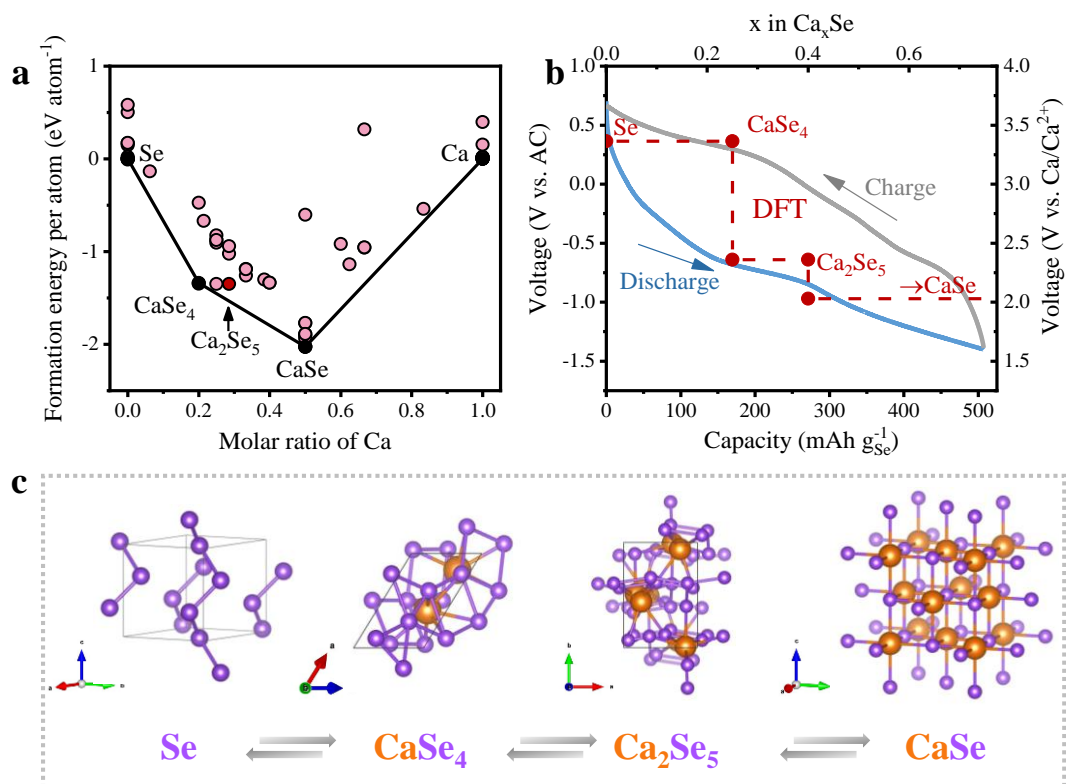 a
Formation energy per atom (eV atom⁻¹)
1
0
-1
-2
Se
Ca
CaSe₄
Ca₂Se₅
CaSe
0.0 0.2 0.4 0.6 0.8 1.0
Molar ratio of Ca
b
x in CaₓSe
0.0 0.2 0.4 0.6
Voltage (V vs. AC)
1.0
0.5
0.0
-0.5
-1.0
-1.5
Se
CaSe₄
Charge
DFT
Discharge
Ca₂Se₅
→CaSe
4.0
3.5
3.0
2.5
2.0
1.5
Voltage (V vs. Ca/Ca²⁺)
0 100 200 300 400 500
Capacity (mAh g⁻¹Se)
c
c
a
a
b
a
c
a
Se
CaSe₄
Ca₂Se₅
CaSe